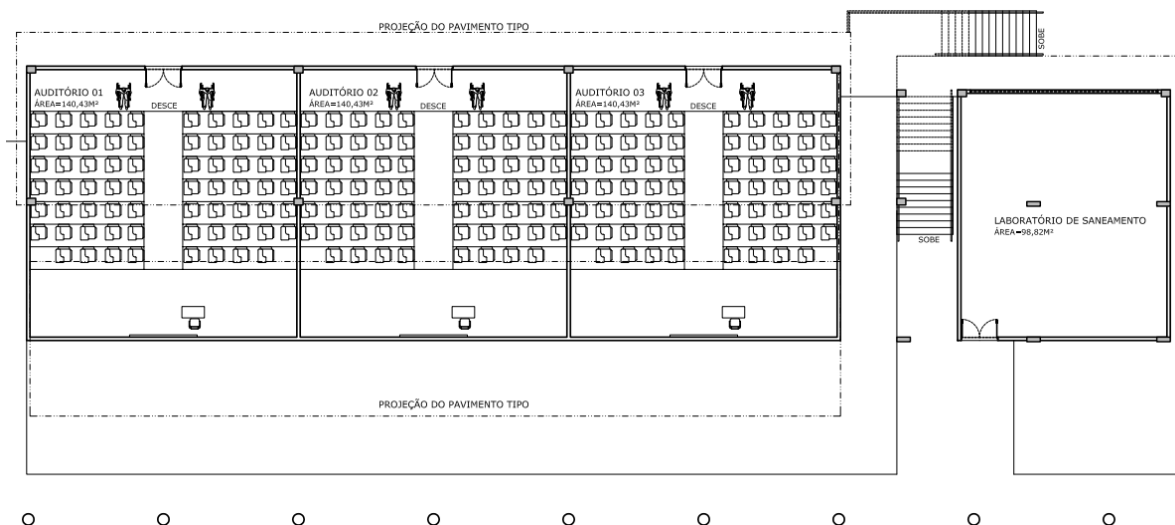 PROJEÇÃO DO PAVIMENTO TIPO
SOBE
AUDITÓRIO 01
ÁREA=140,43M²
DESCE
AUDITÓRIO 02
ÁREA=140,43M²
DESCE
AUDITÓRIO 03
ÁREA=140,43M²
DESCE
LABORATÓRIO DE SANEAMENTO
ÁREA=98,82M²
SOBE
PROJEÇÃO DO PAVIMENTO TIPO